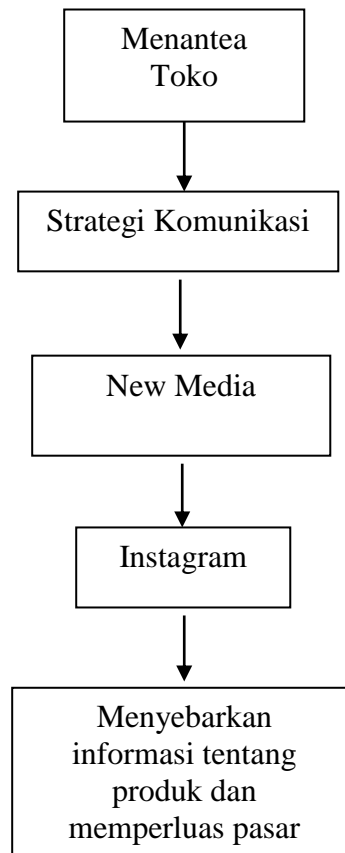 Menantea
Toko
Strategi Komunikasi
New Media
Instagram
Menyebarkan
informasi tentang
produk dan
memperluas pasar